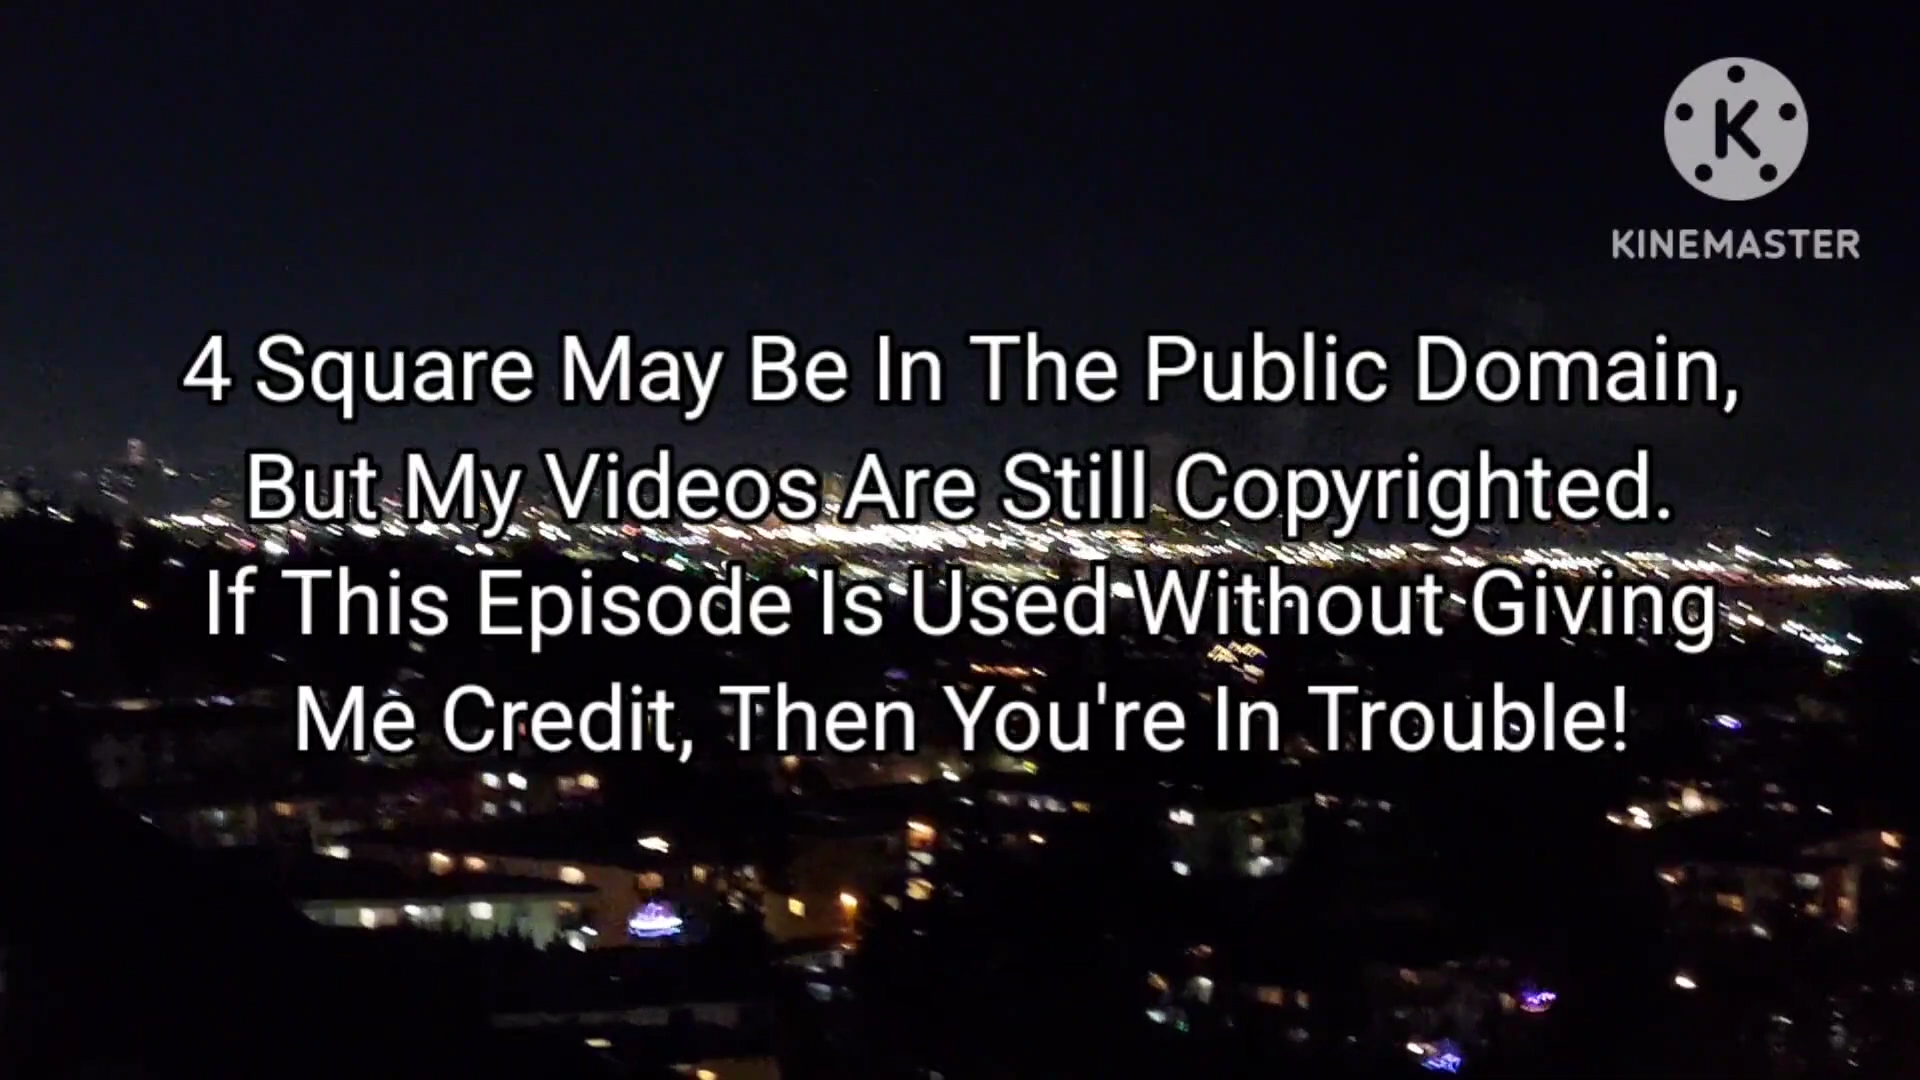 K
KINEMASTER
4 Square May Be In The Public Domain,
But My Videos Are Still Copyrighted.
If This Episode Is Used Without Giving
Me Credit, Then You're In Trouble!